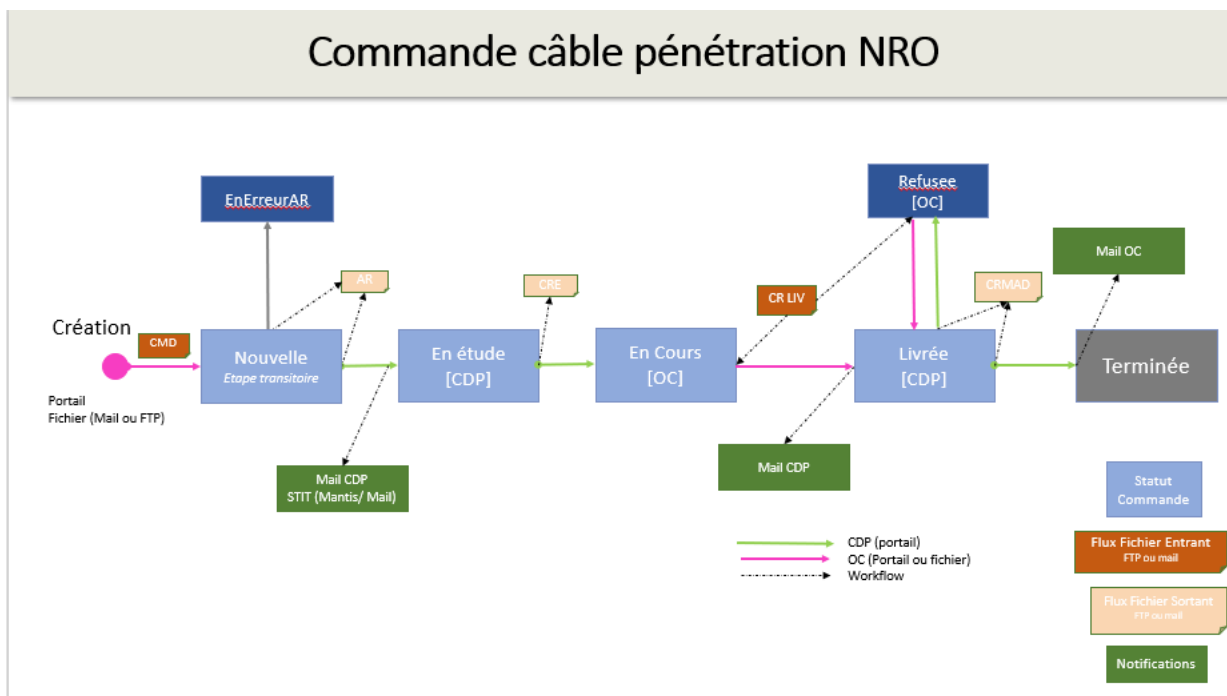 Commande câble pénétration NRO
EnErreurAR
Refusee
[OC]
Mail OC
AR
CRE
CR LIV
CRMAD
Création
CMD
Nouvelle
Etape transitoire
En étude
[CDP]
En Cours
[OC]
Livrée
[CDP]
Terminée
Portail
Fichier (Mail ou FTP)
Mail CDP
STIT (Mantis/ Mail)
Mail CDP
Statut
Commande
CDP (portail)
OC (Portail ou fichier)
Workflow
Flux Fichier Entrant
FTP ou mail
Flux Fichier Sortant
FTP ou mail
Notifications